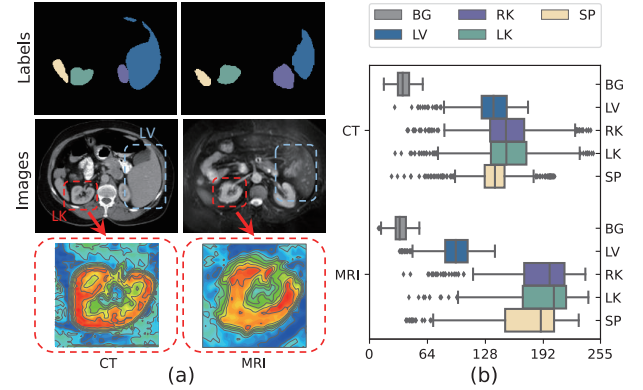 Labels
Images
LV
LK
CT
MRI
(a)
BG
RK
SP
LV
LK
CT
BG
LV
RK
LK
SP
MRI
BG
LV
RK
LK
SP
0
64
128
192
255
(b)